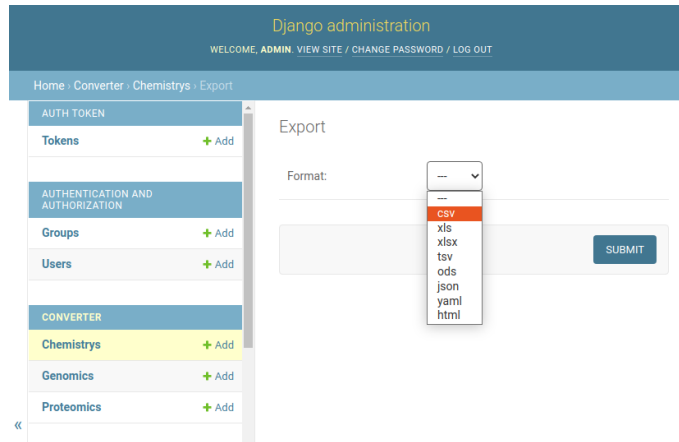 Django administration
WELCOME, ADMIN. VIEW SITE / CHANGE PASSWORD / LOG OUT
Home › Converter › Chemistrys › Export
AUTH TOKEN
Tokens + Add
AUTHENTICATION AND
AUTHORIZATION
Groups + Add
Users + Add
CONVERTER
Chemistrys + Add
Genomics + Add
Proteomics + Add
«
Export
Format:
---
---
csv
xls
xlsx
tsv
ods
json
yaml
html
SUBMIT